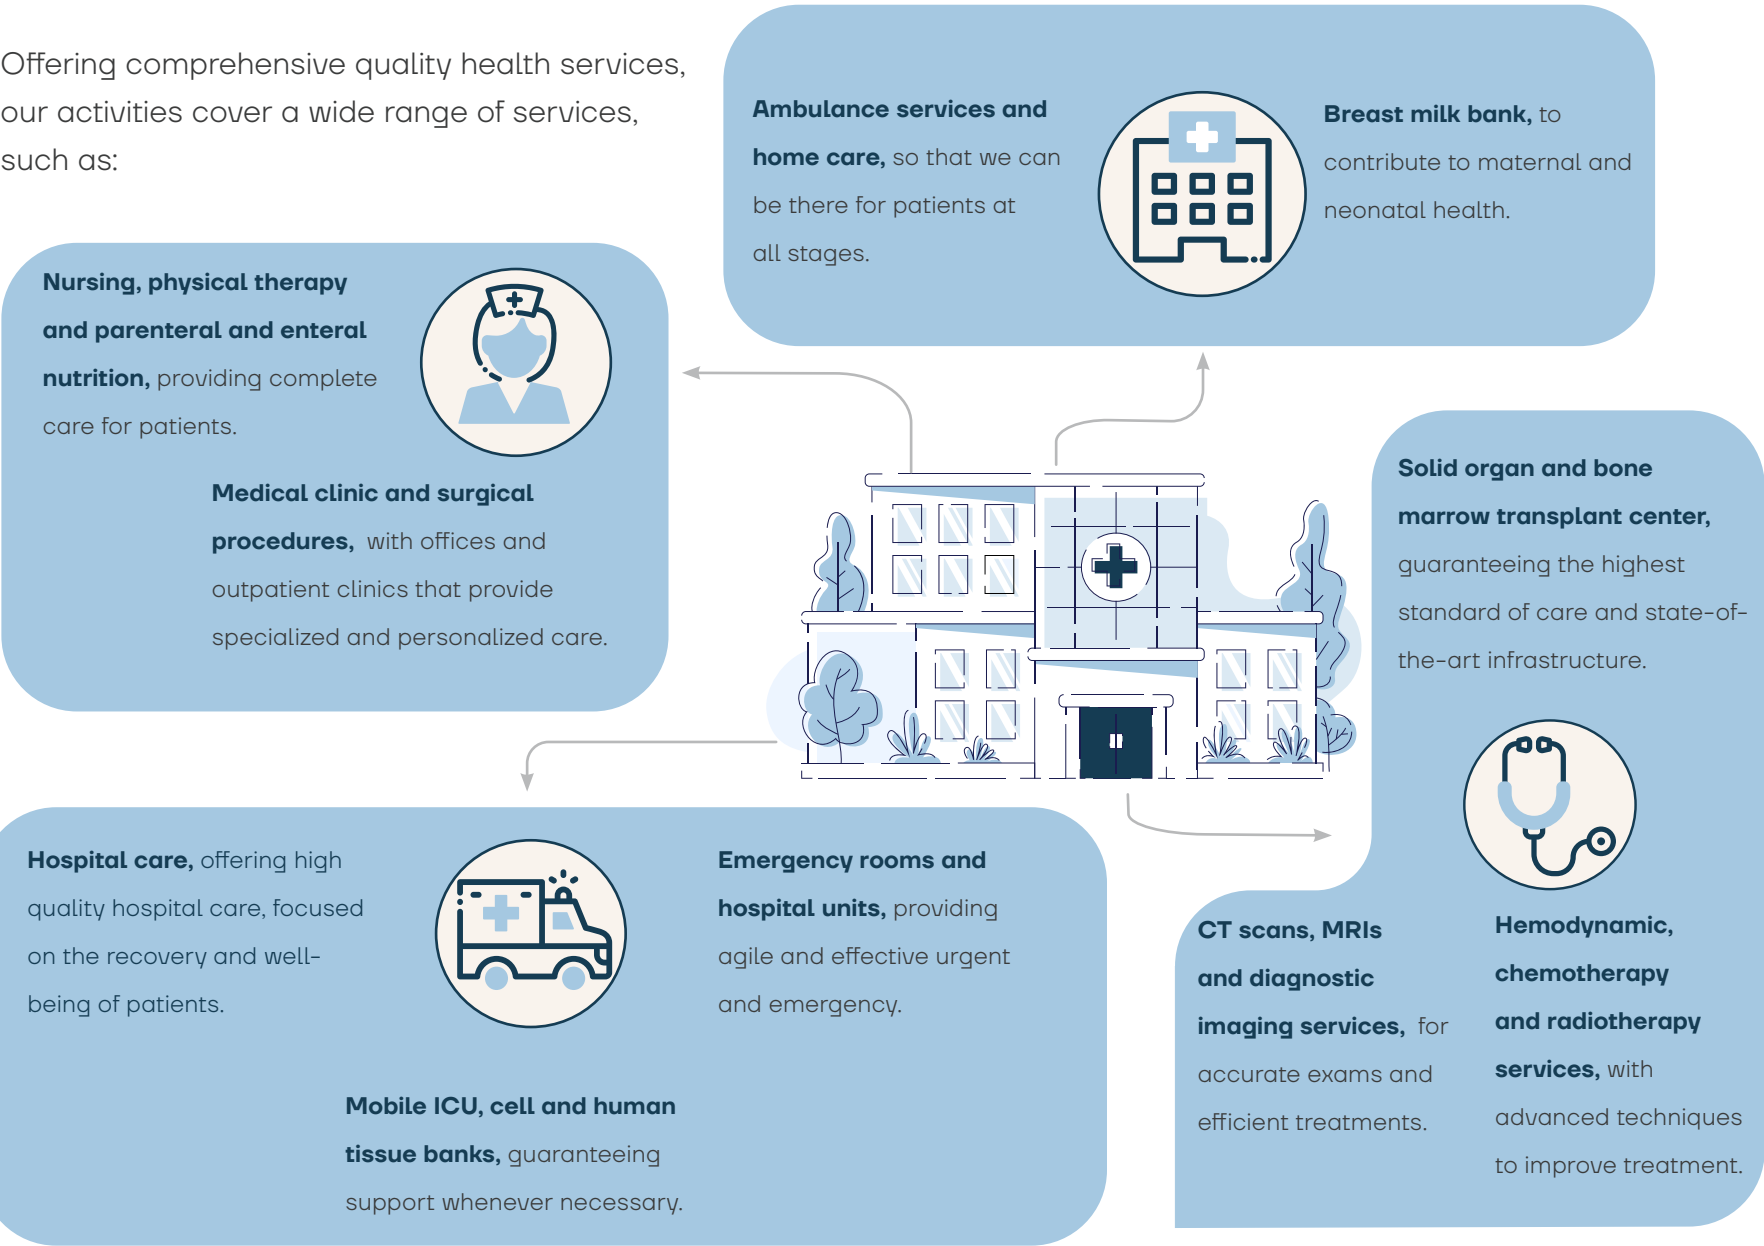 Offering comprehensive quality health services,
our activities cover a wide range of services,
such as:
Ambulance services and
home care, so that we can
be there for patients at
all stages.
Breast milk bank, to
contribute to maternal and
neonatal health.
Nursing, physical therapy
and parenteral and enteral
nutrition, providing complete
care for patients.
Medical clinic and surgical
procedures, with offices and
outpatient clinics that provide
specialized and personalized care.
Solid organ and bone
marrow transplant center,
guaranteeing the highest
standard of care and state-of-
the-art infrastructure.
Hospital care, offering high
quality hospital care, focused
on the recovery and well-
being of patients.
Emergency rooms and
hospital units, providing
agile and effective urgent
and emergency.
Mobile ICU, cell and human
tissue banks, guaranteeing
support whenever necessary.
CT scans, MRIs
and diagnostic
imaging services, for
accurate exams and
efficient treatments.
Hemodynamic,
chemotherapy
and radiotherapy
services, with
advanced techniques
to improve treatment.